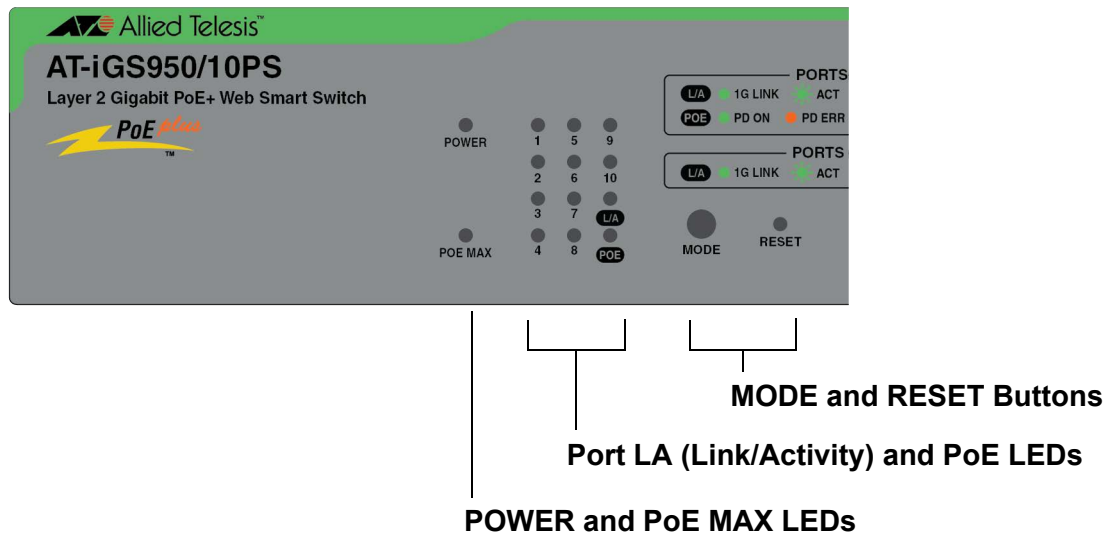 Allied Telesis™
AT-iGS950/10PS
Layer 2 Gigabit PoE+ Web Smart Switch
PoE plus
TM
POWER
1 5 9
2 6 10
3 7 L/A
POE MAX
4 8 POE
PORTS
L/A 1G LINK ACT
POE PD ON PD ERR
PORTS
L/A 1G LINK ACT
MODE
RESET
MODE and RESET Buttons
Port LA (Link/Activity) and PoE LEDs
POWER and PoE MAX LEDs